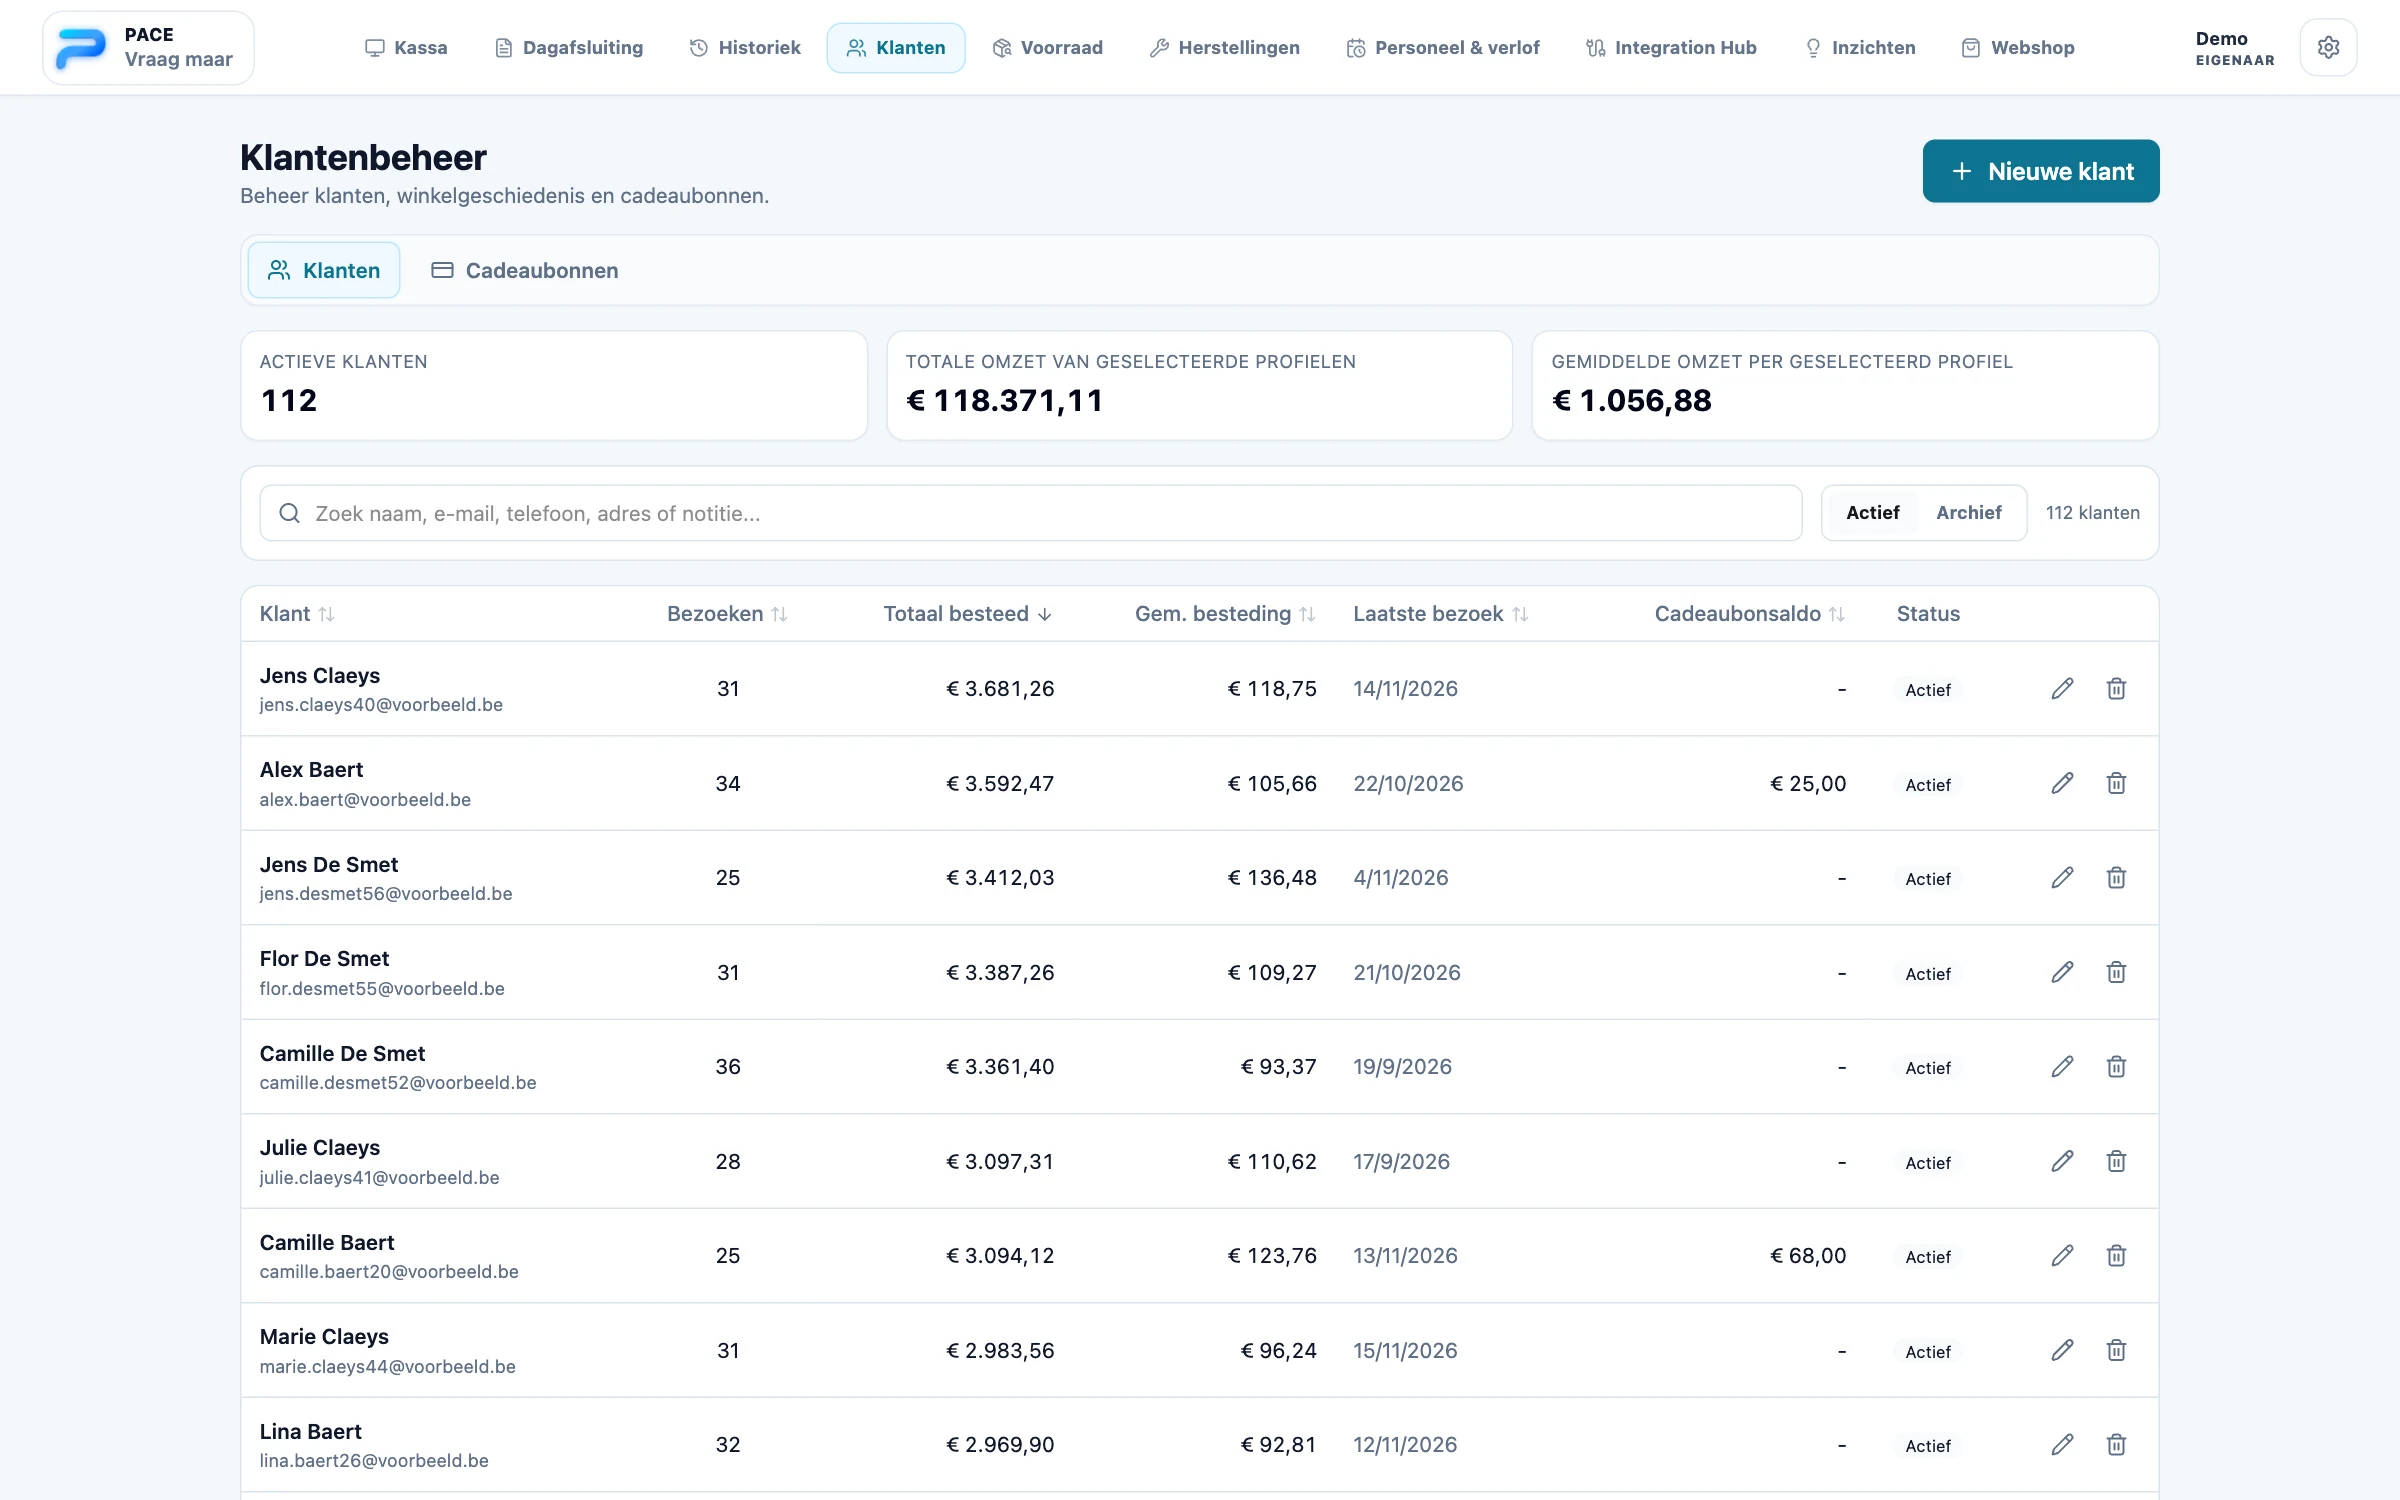 PACE
Vraag maar
Kassa
Dagafsluiting
Historiek
Klanten
Voorraad
Herstellingen
Personeel & verlof
Integration Hub
Inzichten
Webshop
Demo
EIGENAAR
Klantenbeheer
Beheer klanten, winkelgeschiedenis en cadeaubonnen.
Nieuwe klant
Klanten
Cadeaubonnen
ACTIEVE KLANTEN
112
TOTALE OMZET VAN GESELECTEERDE PROFIELEN
€ 118.371,11
GEMIDDELDE OMZET PER GESELECTEERD PROFIEL
€ 1.056,88
Zoek naam, e-mail, telefoon, adres of notitie...
Actief
Archief
112 klanten
Klant Bezoeken Totaal besteed Gem. besteding Laatste bezoek Cadeaubonsaldo Status
Jens Claeys
jens.claeys40@voorbeeld.be
31 € 3.681,26 € 118,75 14/11/2026 - Actief
Alex Baert
alex.baert@voorbeeld.be
34 € 3.592,47 € 105,66 22/10/2026 € 25,00 Actief
Jens De Smet
jens.desmet56@voorbeeld.be
25 € 3.412,03 € 136,48 4/11/2026 - Actief
Flor De Smet
flor.desmet55@voorbeeld.be
31 € 3.387,26 € 109,27 21/10/2026 - Actief
Camille De Smet
camille.desmet52@voorbeeld.be
36 € 3.361,40 € 93,37 19/9/2026 - Actief
Julie Claeys
julie.claeys41@voorbeeld.be
28 € 3.097,31 € 110,62 17/9/2026 - Actief
Camille Baert
camille.baert20@voorbeeld.be
25 € 3.094,12 € 123,76 13/11/2026 € 68,00 Actief
Marie Claeys
marie.claeys44@voorbeeld.be
31 € 2.983,56 € 96,24 15/11/2026 - Actief
Lina Baert
lina.baert26@voorbeeld.be
32 € 2.969,90 € 92,81 12/11/2026 - Actief